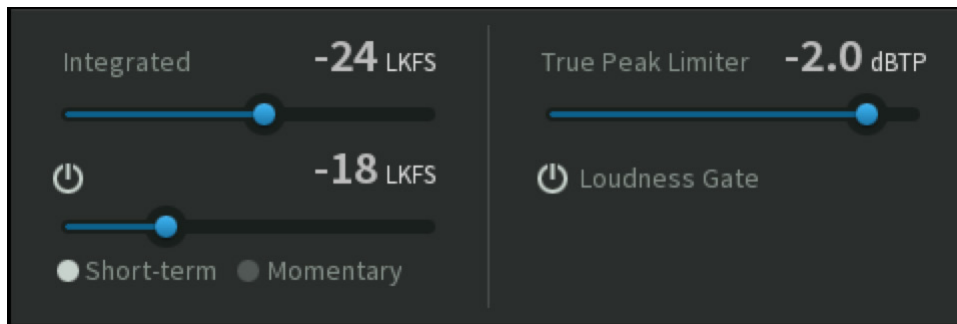 Integrated -24 LKFS
-18 LKFS
Short-term Momentary
True Peak Limiter -2.0 dBTP
Loudness Gate